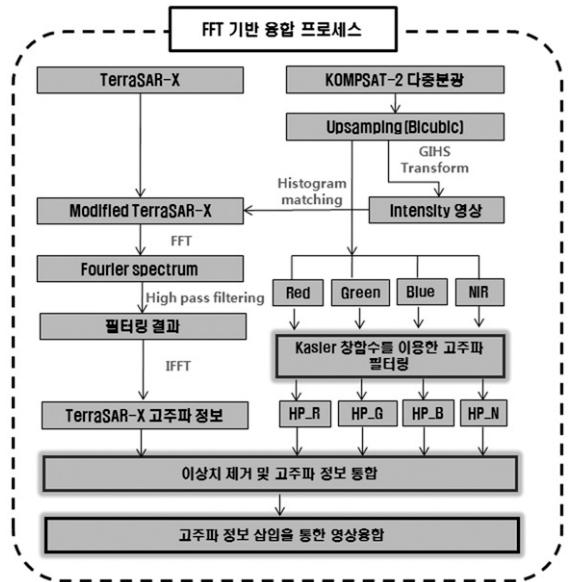 FFT 기반 융합 프로세스
TerraSAR-X
KOMPSAT-2 다중분광
Upsamping(Bicubic)
GIHS
Transform
Histogram
matching
Modified TerraSAR-X
Intensity 영상
FFT
Fourier spectrum
High pass filtering
Red
Green
Blue
NIR
필터링 결과
Kasler 창함수를 이용한 고주파
필터링
IFFT
TerraSAR-X 고주파 정보
HP_R
HP_G
HP_B
HP_N
이상치 제거 및 고주파 정보 통합
고주파 정보 삽입을 통한 영상융합